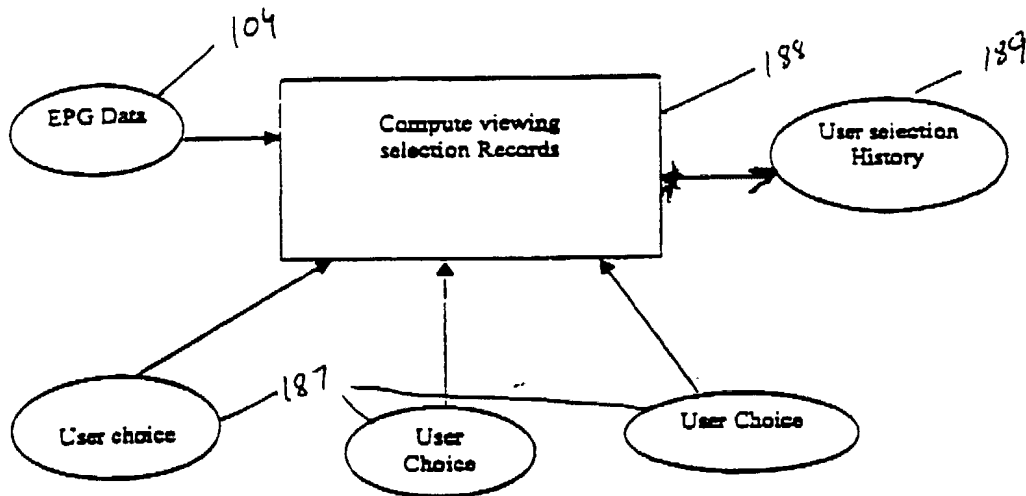 104
EPG Data
188
189
Compute viewing
selection Records
User selection
History
187
User choice
User
Choice
User Choice